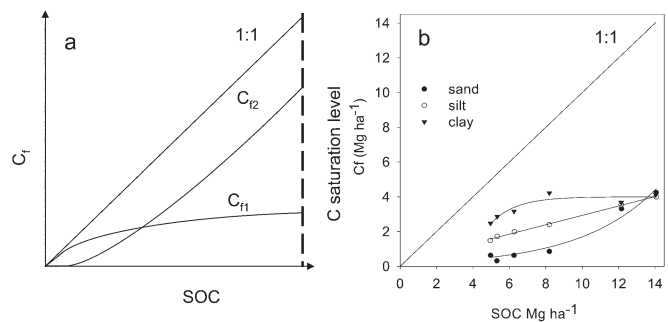 a
1:1
Cf2
Cf1
Cf
SOC
C saturation level
b
1:1
sand
silt
clay
Cf (Mg ha-1)
14
12
10
8
6
4
2
0
0 2 4 6 8 10 12 14
SOC Mg ha-1